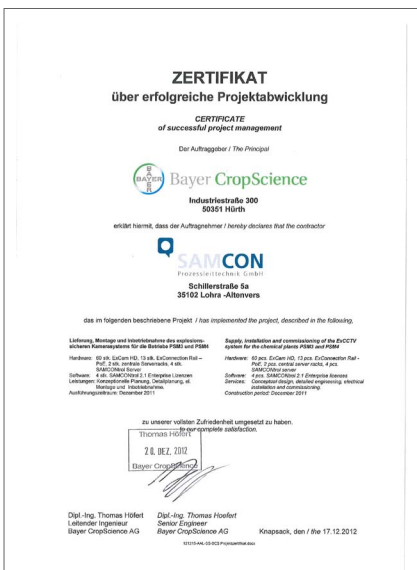 ZERTIFIKAT
über erfolgreiche Projektabwicklung
CERTIFICATE
of successful project management
Der Auftraggeber / The Principal
BAYER
BAYER
Bayer CropScience
Industriestraße 300
50351 Hürth
erklärt hiermit, dass der Auftragnehmer / hereby declares that the contractor
SAMCON
Prozessleittechnik GmbH
Schillerstraße 5a
35102 Lohra -Altenvers
das im folgenden beschriebene Projekt / has implemented the project, described in the following,
Lieferung, Montage und Inbetriebnahme des explosions-
sicheren Kamerasystems für die Betriebe PSM3 und PSM4
Hardware: 60 stk. ExCam HD, 13 stk. ExConnection Rail –
PoE, 2 stk. zentrale Serverracks, 4 stk.
SAMCONtrol Server
Software: 4 stk. SAMCONtrol 2.1 Enterprise Lizenzen
Leistungen: Konzeptionelle Planung, Detailplanung, el.
Montage und Inbetriebnahme.
Ausführungszeitraum: Dezember 2011
Supply, installation and commissioning of the ExCCTV
system for the chemical plants PSM3 and PSM4
Hardware: 60 pcs. ExCam HD, 13 pcs. ExConnection Rail -
PoE, 2 pcs. central server racks, 4 pcs.
SAMCONtrol server
Software: 4 pcs. SAMCONtrol 2.1 Enterprise licenses
Services: Conceptual design, detailed engineering, electrical
installation and commissioning.
Construction period: December 2011
zu unserer vollsten Zufriedenheit umgesetzt zu haben.
to our complete satisfaction.
Thomas Höfert
20. DEZ. 2012
Bayer CropScience
Dipl.-Ing. Thomas Höfert
Leitender Ingenieur
Bayer CropScience AG
Dipl.-Ing. Thomas Hoefert
Senior Engineer
Bayer CropScience AG
Knapsack, den / the 17.12.2012